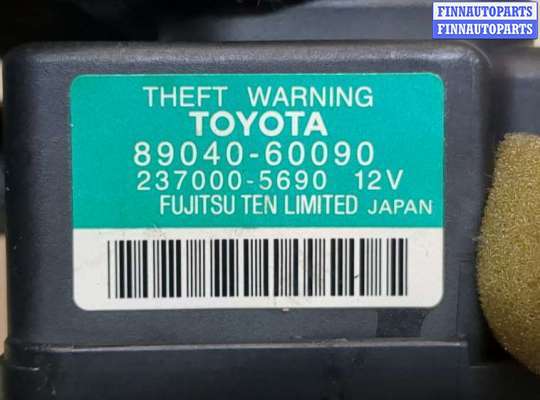 FINNAUTOPARTS
FINNAUTOPARTS
THEFT WARNING
TOYOTA
89040-60090
237000-5690 12V
FUJITSU TEN LIMITED JAPAN